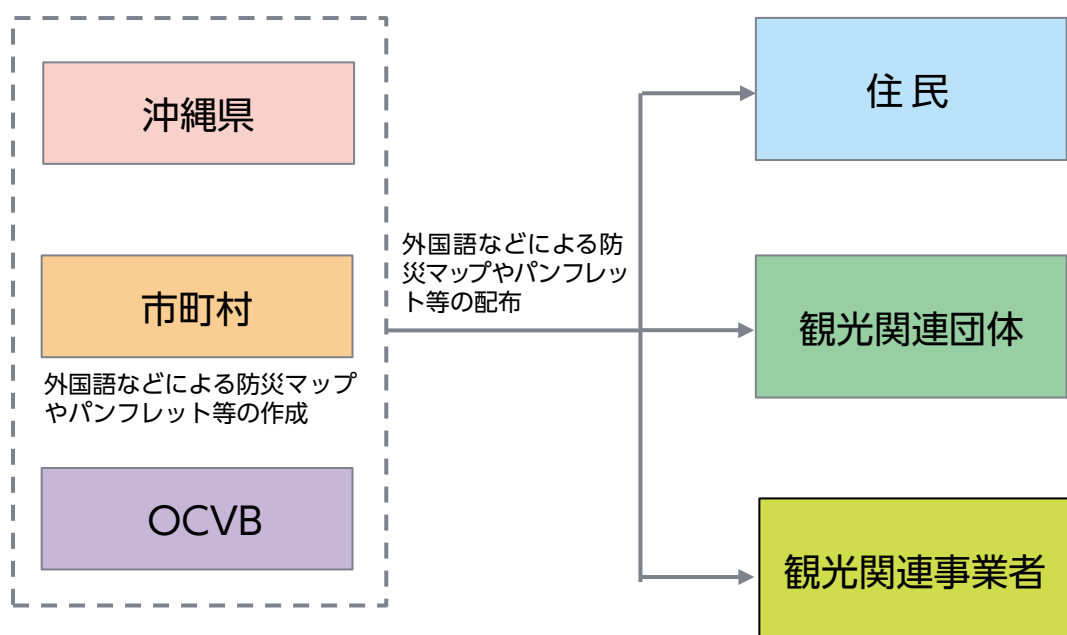 沖縄県
市町村
外国語などによる防災マップ
やパンフレット等の作成
OCVB
外国語などによる防
災マップやパンフレッ
ト等の配布
住民
観光関連団体
観光関連事業者